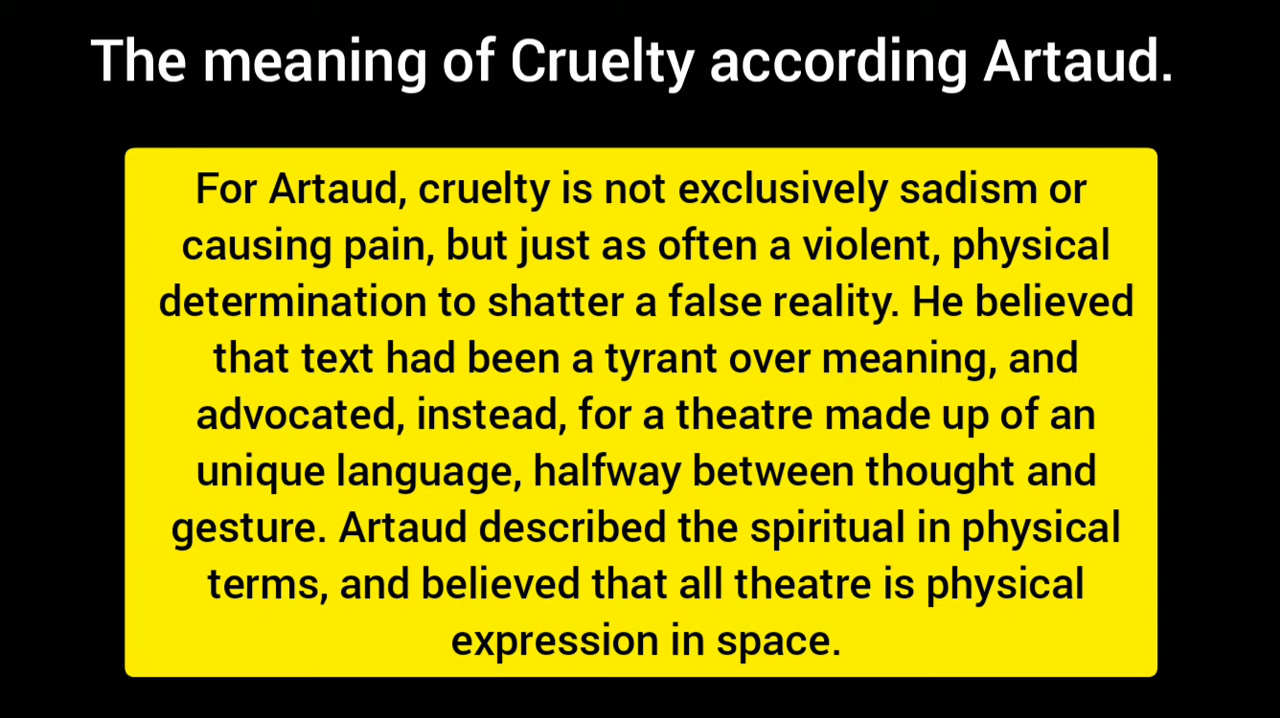 The meaning of Cruelty according Artaud.
For Artaud, cruelty is not exclusively sadism or
causing pain, but just as often a violent, physical
determination to shatter a false reality. He believed
that text had been a tyrant over meaning, and
advocated, instead, for a theatre made up of an
unique language, halfway between thought and
gesture. Artaud described the spiritual in physical
terms, and believed that all theatre is physical
expression in space.